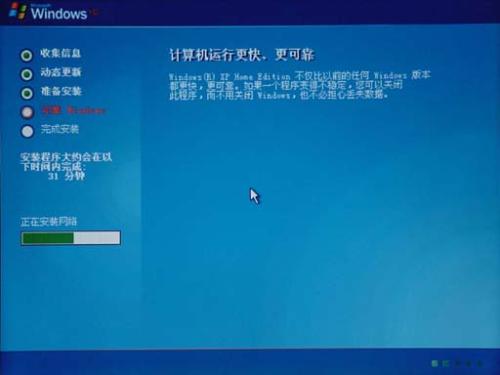 Microsoft
Windows XP
收集信息
动态更新
准备安装
安装 Windows
完成安装
安装程序大约会在以
下时间内完成:
31 分钟
正在安装网络
计算机运行更快、更可靠
Windows(R) XP Home Edition 不仅比以前的任何 Windows 版本
都更快，更可靠。如果一个程序变得不稳定，您可以关闭
此程序，而不用关闭 Windows，也不必担心丢失数据。